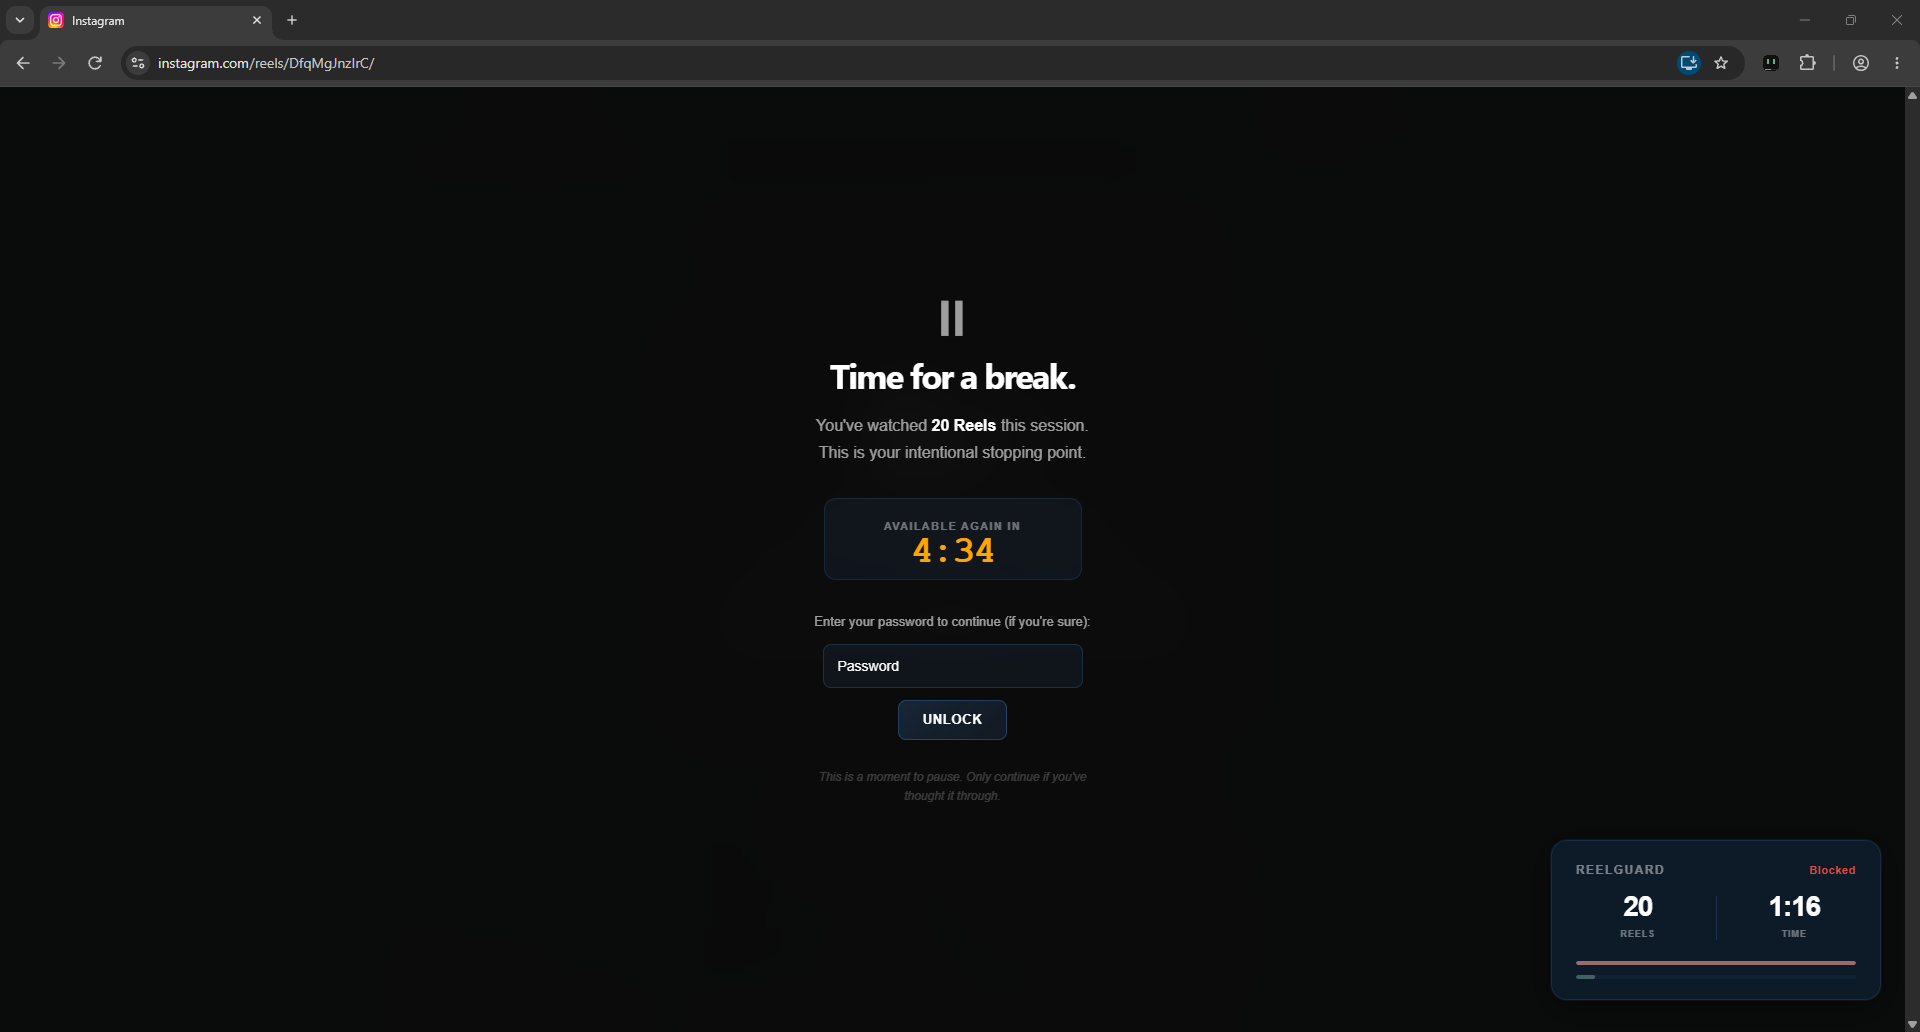 Instagram
instagram.com/reels/DfqMgJnzIrC/
Time for a break.
You've watched 20 Reels this session.
This is your intentional stopping point.
AVAILABLE AGAIN IN
4:34
Enter your password to continue (if you're sure):
Password
UNLOCK
This is a moment to pause. Only continue if you've
thought it through.
REELGUARD Blocked
20 1:16
REELS TIME